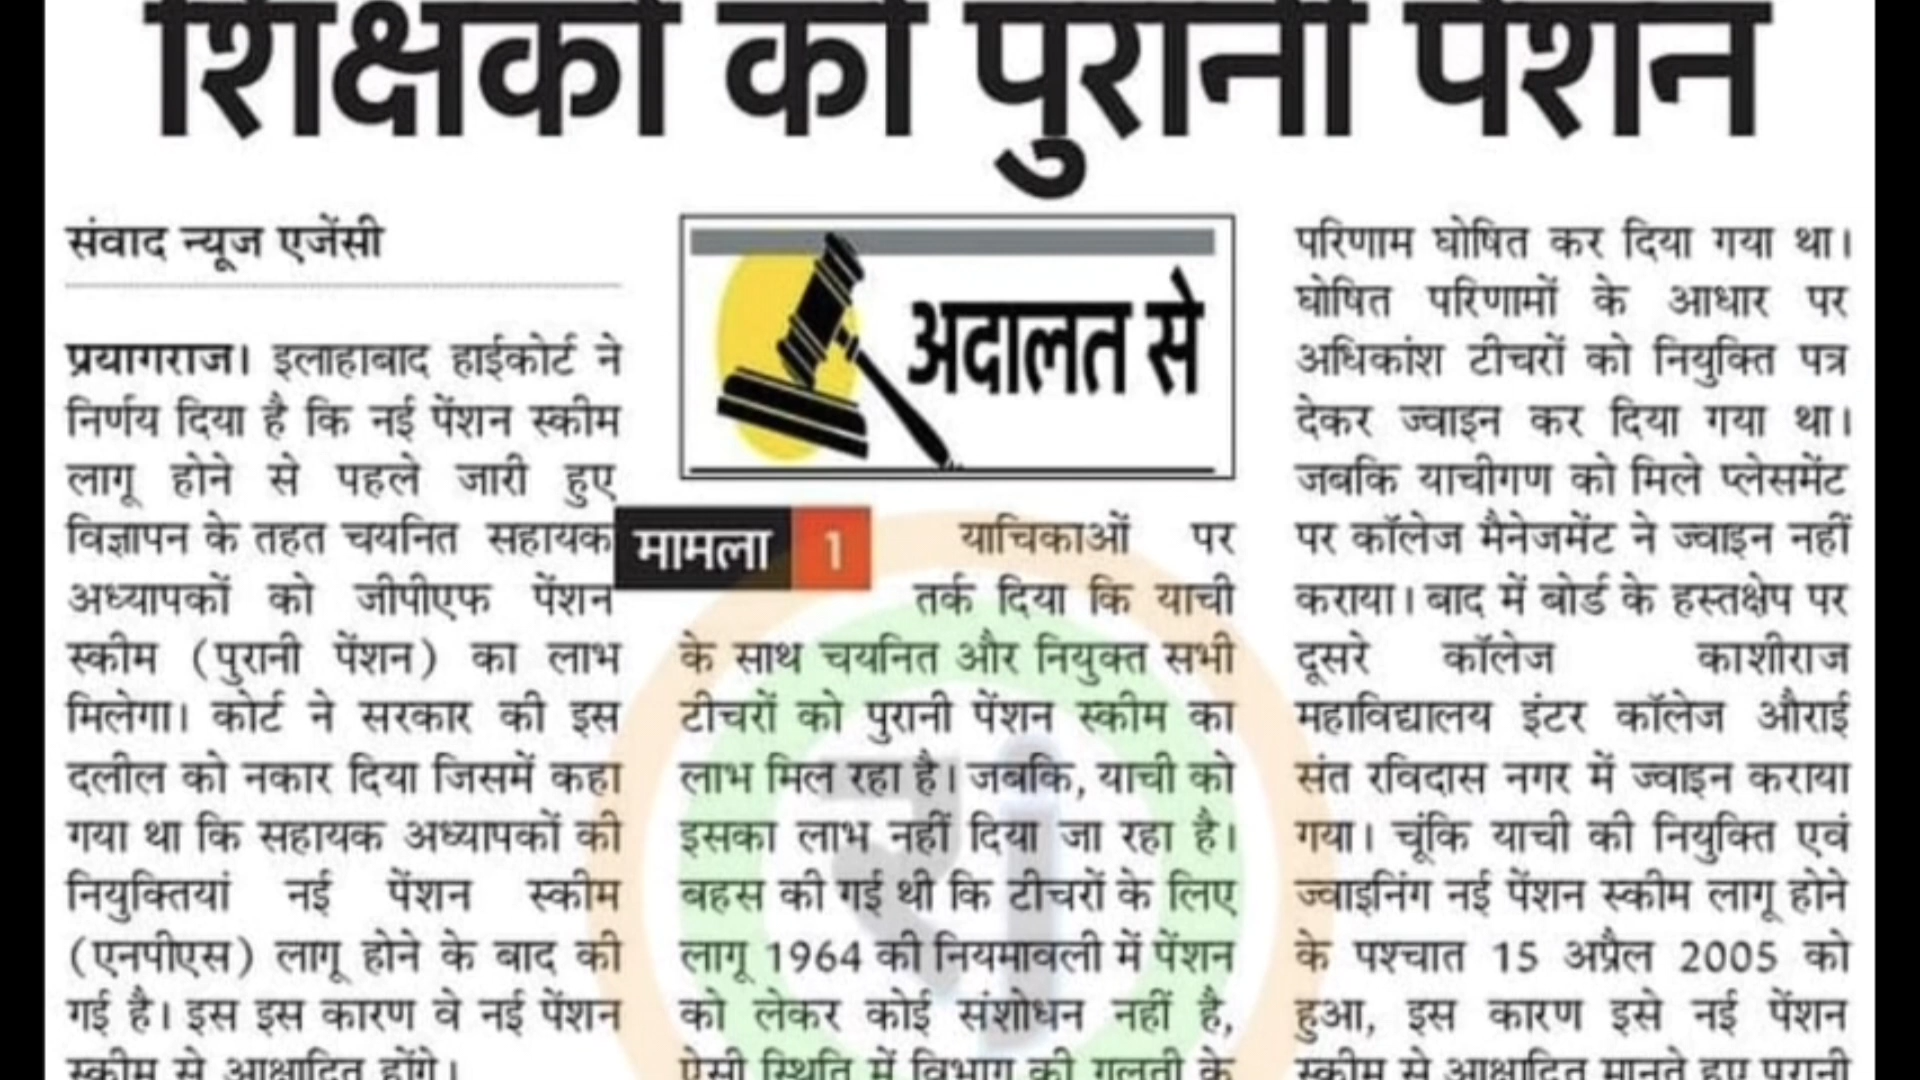 शिक्षकों को पुरानी पेंशन
संवाद न्यूज एजेंसी
प्रयागराज। इलाहाबाद हाईकोर्ट ने
निर्णय दिया है कि नई पेंशन स्कीम
लागू होने से पहले जारी हुए
विज्ञापन के तहत चयनित सहायक
अध्यापकों को जीपीएफ पेंशन
स्कीम (पुरानी पेंशन) का लाभ
मिलेगा। कोर्ट ने सरकार की इस
दलील को नकार दिया जिसमें कहा
गया था कि सहायक अध्यापकों की
नियुक्तियां नई पेंशन स्कीम
(एनपीएस) लागू होने के बाद की
गई है। इस इस कारण वे नई पेंशन
स्कीम से आक्षादित होंगे।
अदालत से
मामला 1
याचिकाओं पर
तर्क दिया कि याची
के साथ चयनित और नियुक्त सभी
टीचरों को पुरानी पेंशन स्कीम का
लाभ मिल रहा है। जबकि, याची को
इसका लाभ नहीं दिया जा रहा है।
बहस की गई थी कि टीचरों के लिए
लागू 1964 की नियमावली में पेंशन
को लेकर कोई संशोधन नहीं है,
ऐसी स्थिति में विभाग की गलती के
परिणाम घोषित कर दिया गया था।
घोषित परिणामों के आधार पर
अधिकांश टीचरों को नियुक्ति पत्र
देकर ज्वाइन कर दिया गया था।
जबकि याचीगण को मिले प्लेसमेंट
पर कॉलेज मैनेजमेंट ने ज्वाइन नहीं
कराया। बाद में बोर्ड के हस्तक्षेप पर
दूसरे कॉलेज काशीराज
महाविद्यालय इंटर कॉलेज औराई
संत रविदास नगर में ज्वाइन कराया
गया। चूंकि याची की नियुक्ति एवं
ज्वाइनिंग नई पेंशन स्कीम लागू होने
के पश्चात 15 अप्रैल 2005 को
हुआ, इस कारण इसे नई पेंशन
स्कीम से आक्षादित मानते हुए पुरानी